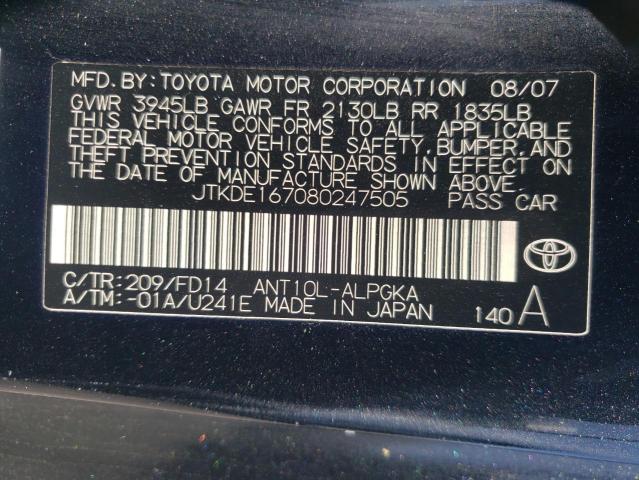 MFD. BY: TOYOTA MOTOR CORPORATION 08/07
GVWR 3945LB GAWR FR 2130LB RR 1835LB
THIS VEHICLE CONFORMS TO ALL APPLICABLE
FEDERAL MOTOR VEHICLE SAFETY, BUMPER, AND
THEFT PREVENTION STANDARDS IN EFFECT ON
THE DATE OF MANUFACTURE SHOWN ABOVE.
JTKDE167080247505 PASS CAR
C/TR: 209/FD14 ANT10L-ALPGKA
A/TM: -01A/U241E MADE IN JAPAN 140 A